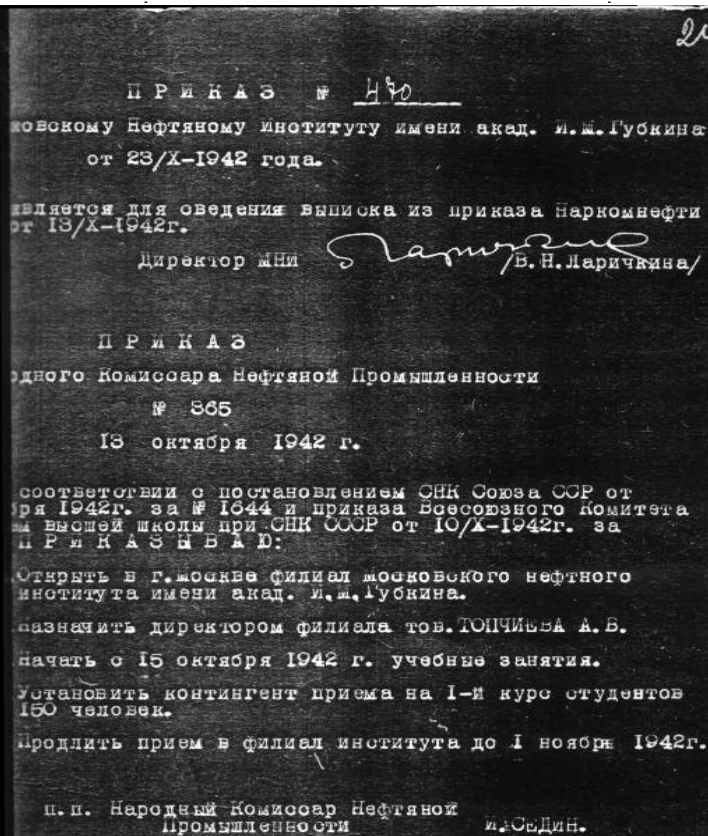 20
ПРИКАЗ № 470
ковскому Нефтяному Институту имени акад. И.М.Губкина
от 23/X-1942 года.
является для сведения выписка из приказа Наркомнефти
от 13/X-1942г.
Директор МНИ /В.Н.Ларичкина/
ПРИКАЗ
одного Комиссара Нефтяной Промышленности
№ 365
13 октября 1942 г.
соответствии с постановлением СНК Союза ССР от
бря 1942г. за № 1644 и приказа Всесоюзного Комитета
ам высшей школы при СНК СССР от 10/X-1942г. за
ПРИКАЗЫВАЮ:
Открыть в г.москве филиал московского нефтного
института имени акад. И.М.Губкина.
назначить директором филиала тов.ТОПЧИЕВА А.В.
Начать с 15 октября 1942 г. учебные занятия.
Установить контингент приема на I-й курс студентов
150 человек.
Продлить прием в филиал института до I ноября 1942г.
п.п. Народный Комиссар Нефтяной
Промышленности И.СЕДИН.